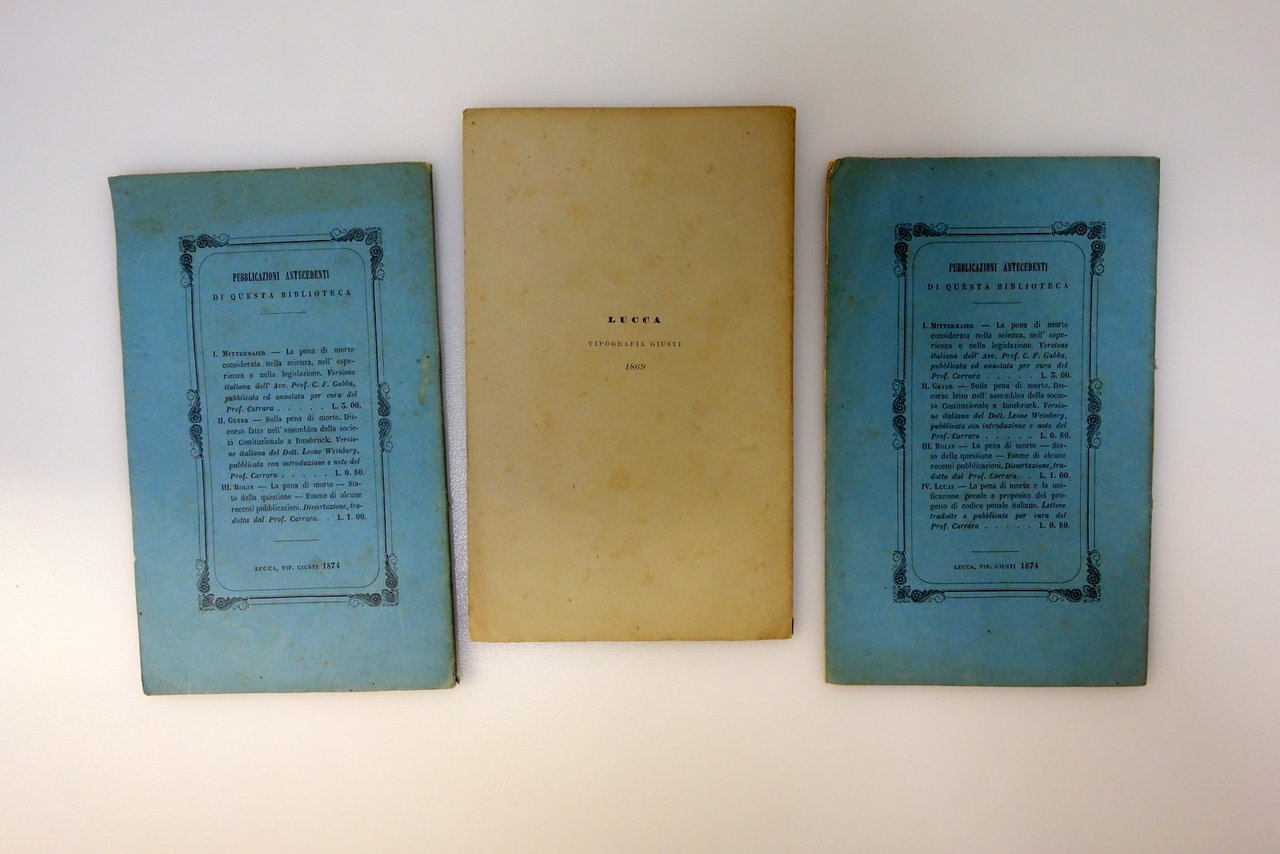 PUBBLICAZIONI ANTECEDENTI
DI QUESTA BIBLIOTECA
I. MITTERMAIER — La pena di morte
considerata nella scienza, nell' espe-
rienza e nella legislazione. Versione
italiana dell' Avv. Prof. C. F. Gabba,
pubblicata ed annotata per cura del
Prof. Carrara . . . . . L. 5. 00.
II. GEYER — Sulla pena di morte. Dis-
corso fatto nell' assemblea della socie-
tà Costituzionale a Innsbruck. Versio-
ne italiana del Dott. Leone Weinberg,
pubblicata con introduzione e note del
Prof. Carrara . . . . . L. 0. 80.
III. ROLIN — La pena di morte — Sta-
to della questione — Esame di alcune
recenti pubblicazioni. Dissertazione, tra-
dotta dal Prof. Carrara. . L. 1. 00.
LUCCA, TIP. GIUSTI 1874
LUCCA
TIPOGRAFIA GIUSTI
1869
PUBBLICAZIONI ANTECEDENTI
DI QUESTA BIBLIOTECA
I. MITTERMAIER — La pena di morte
considerata nella scienza, nell' espe-
rienza e nella legislazione. Versione
italiana dell' Avv. Prof. C. F. Gabba,
pubblicata ed annotata per cura del
Prof. Carrara . . . . . L. 5. 00.
II. GEYER — Sulla pena di morte. Dis-
corso letto nell' assemblea della socie-
tà Costituzionale a Innsbruck. Versio-
ne italiana del Dott. Leone Weinberg,
pubblicata con introduzione e note del
Prof. Carrara . . . . . L. 0. 80.
III. ROLIN — La pena di morte — Sta-
to della questione — Esame di alcune
recenti pubblicazioni. Dissertazione, tra-
dotta dal Prof. Carrara. . L. 1. 00.
IV. LUCAS — La pena di morte e la uni-
ficazione penale a proposito del pro-
getto di codice penale italiano. Lettere
tradotte e pubblicate per cura del
Prof. Carrara . . . . . L. 0. 80.
LUCCA, TIP. GIUSTI 1874